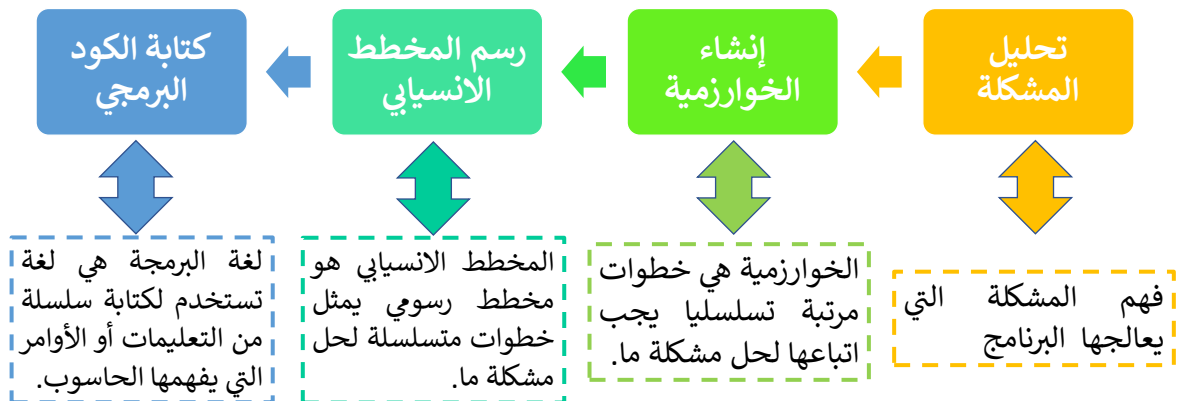 تحليل
المشكلة
إنشاء
الخوارزمية
رسم المخطط
الانسيابي
كتابة الكود
البرمجي
فهم المشكلة التي
يعالجها البرنامج
الخوارزمية هي خطوات
مرتبة تسلسليا يجب
اتباعها لحل مشكلة ما.
المخطط الانسيابي هو
مخطط رسومي يمثل
خطوات متسلسلة لحل
مشكلة ما.
لغة البرمجة هي لغة
تستخدم لكتابة سلسلة
من التعليمات أو الأوامر
التي يفهمها الحاسوب.